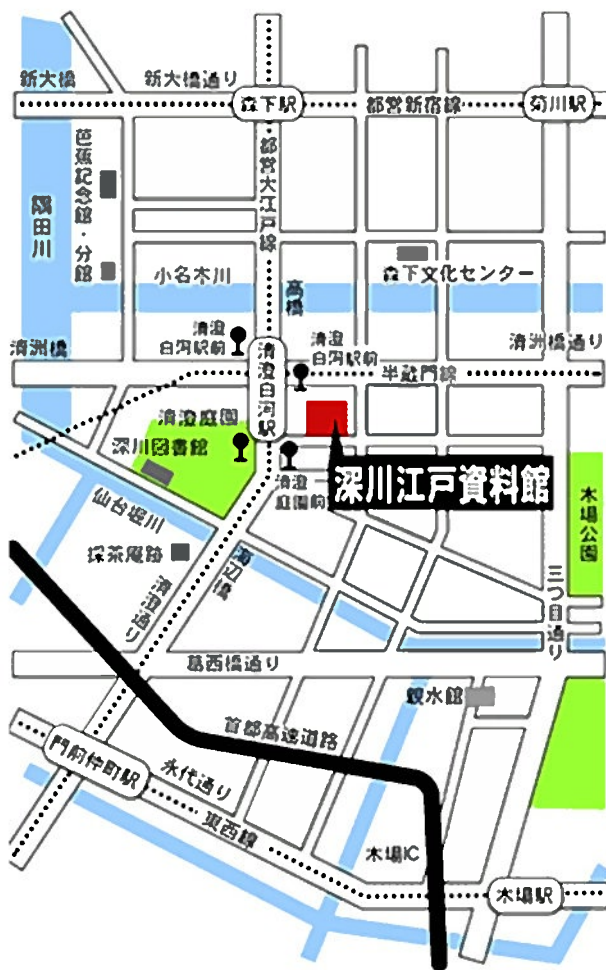 新大橋
新大橋通り
森下駅
都営新宿線
菊川駅
芭蕉記念館・分館
都営大江戸線
隅田川
小名木川
高橋
森下文化センター
清澄
白河駅前
清澄
白河駅前
清洲橋
清洲橋通り
清澄白河駅
半蔵門線
清澄庭園
深川図書館
清澄
庭園前
深川江戸資料館
木場公園
仙台堀川
採茶庵跡
海辺橋
清澄通り
三つ目通り
葛西橋通り
首都高速道路
門前仲町駅
永代通り
東西線
木場IC
木場駅